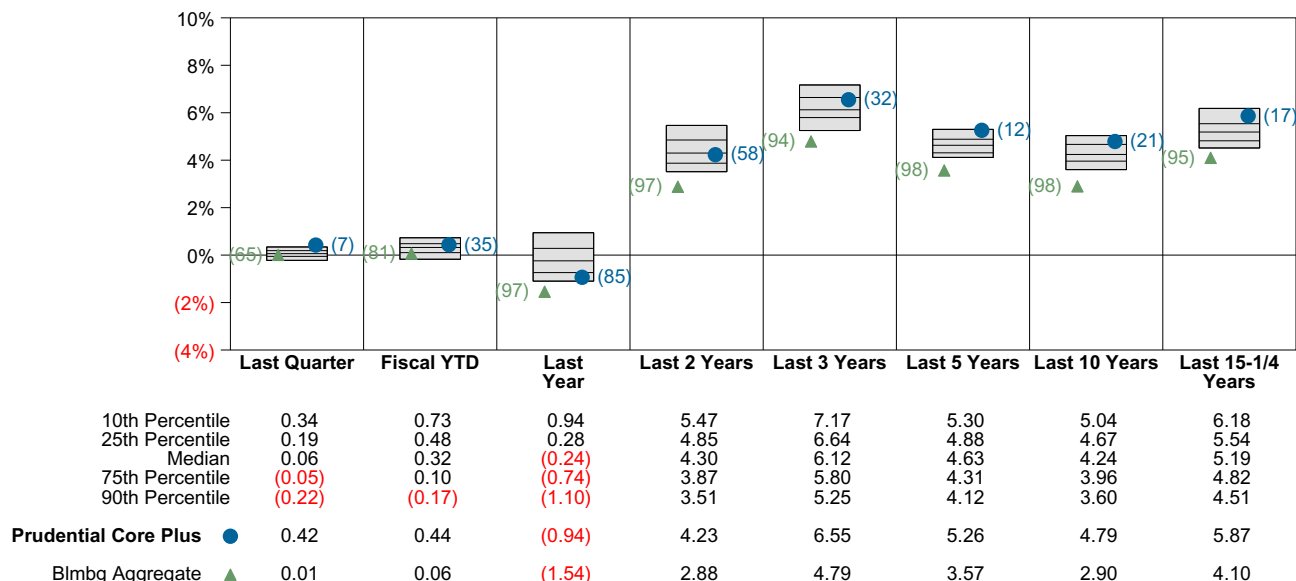 10%
8%
6%
4%
2%
0%
(2%)
(4%)
(65) (7)
(81) (35)
(97) (85)
(97) (58)
(94) (32)
(98) (12)
(98) (21)
(95) (17)
Last Quarter Fiscal YTD Last Year Last 2 Years Last 3 Years Last 5 Years Last 10 Years Last 15-1/4 Years
10th Percentile 0.34 0.73 0.94 5.47 7.17 5.30 5.04 6.18
25th Percentile 0.19 0.48 0.28 4.85 6.64 4.88 4.67 5.54
Median 0.06 0.32 (0.24) 4.30 6.12 4.63 4.24 5.19
75th Percentile (0.05) 0.10 (0.74) 3.87 5.80 4.31 3.96 4.82
90th Percentile (0.22) (0.17) (1.10) 3.51 5.25 4.12 3.60 4.51
Prudential Core Plus 0.42 0.44 (0.94) 4.23 6.55 5.26 4.79 5.87
Blmbg Aggregate 0.01 0.06 (1.54) 2.88 4.79 3.57 2.90 4.10